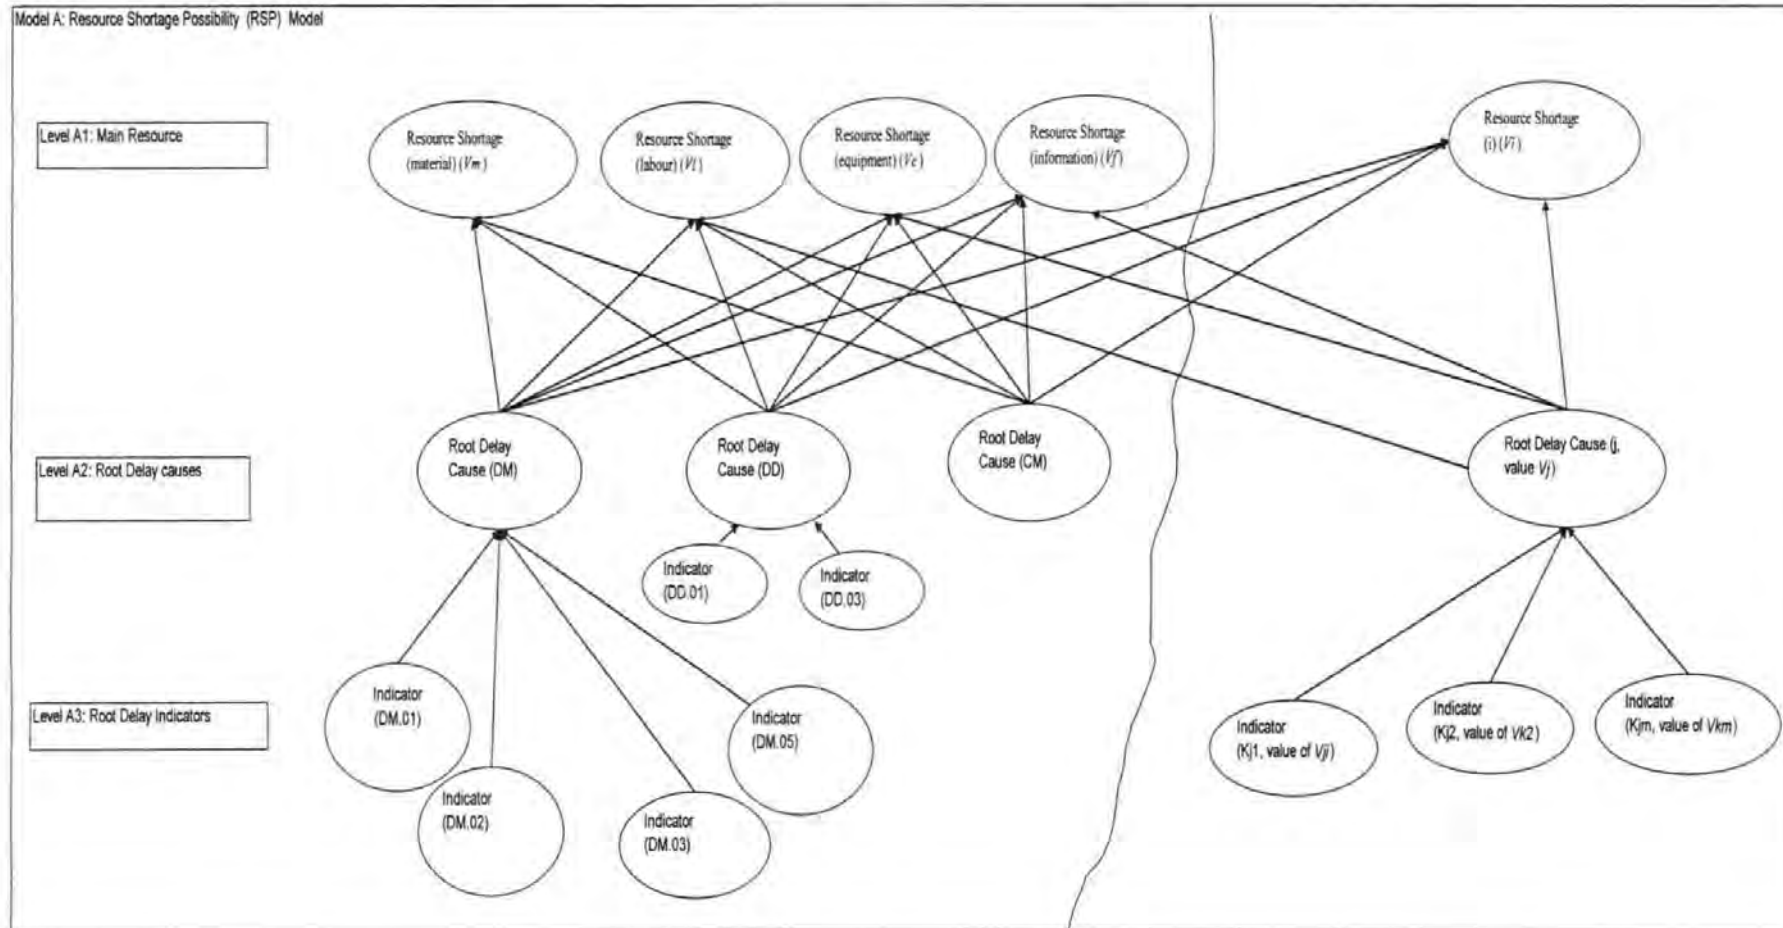 Model A: Resource Shortage Possibility (RSP) Model
Level A1: Main Resource
Resource Shortage
(material) (Vm)
Resource Shortage
(labour) (Vl)
Resource Shortage
(equipment) (Ve)
Resource Shortage
(information) (Vf)
Resource Shortage
(i) (Vi)
Level A2: Root Delay causes
Root Delay
Cause (DM)
Root Delay
Cause (DD)
Root Delay
Cause (CM)
Root Delay Cause (j,
value Vj)
Indicator
(DD.01)
Indicator
(DD.03)
Level A3: Root Delay Indicators
Indicator
(DM.01)
Indicator
(DM.02)
Indicator
(DM.03)
Indicator
(DM.05)
Indicator
(Kj1, value of Vji)
Indicator
(Kj2, value of Vk2)
Indicator
(Kjm, value of Vkm)